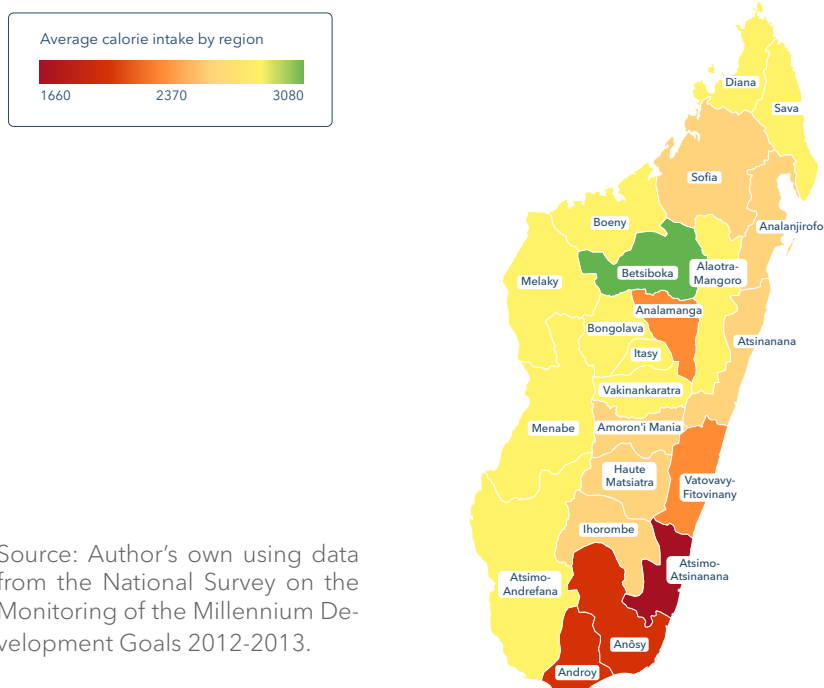 Average calorie intake by region
1660 2370 3080
Diana
Sava
Sofia
Boeny
Analanjirofo
Betsiboka
Alaotra-
Mangoro
Melaky
Analamanga
Bongolava
Atsinanana
Itasy
Vakinankaratra
Menabe
Amoron'i Mania
Haute
Matsiatra
Vatovavy-
Fitovinany
Ihorombe
Atsimo-
Atsinanana
Atsimo-
Andrefana
Anôsy
Androy
Source: Author’s own using data
from the National Survey on the
Monitoring of the Millennium De-
velopment Goals 2012-2013.